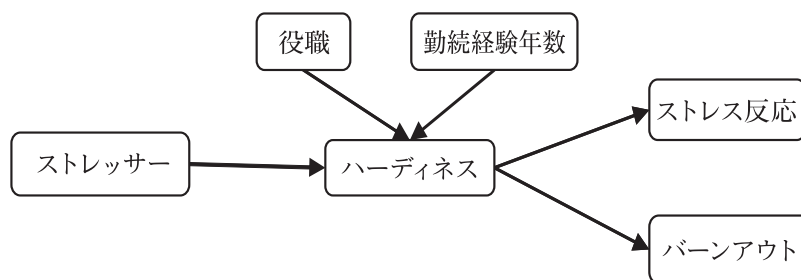 役職
勤続経験年数
ストレス反応
ストレッサー
ハーディネス
バーンアウト